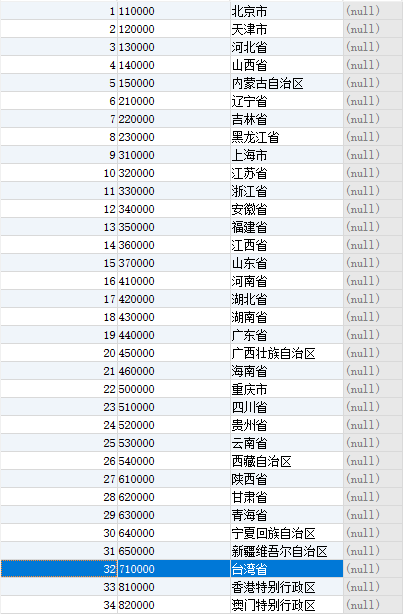 1 110000 北京市 (null)
2 120000 天津市 (null)
3 130000 河北省 (null)
4 140000 山西省 (null)
5 150000 内蒙古自治区 (null)
6 210000 辽宁省 (null)
7 220000 吉林省 (null)
8 230000 黑龙江省 (null)
9 310000 上海市 (null)
10 320000 江苏省 (null)
11 330000 浙江省 (null)
12 340000 安徽省 (null)
13 350000 福建省 (null)
14 360000 江西省 (null)
15 370000 山东省 (null)
16 410000 河南省 (null)
17 420000 湖北省 (null)
18 430000 湖南省 (null)
19 440000 广东省 (null)
20 450000 广西壮族自治区 (null)
21 460000 海南省 (null)
22 500000 重庆市 (null)
23 510000 四川省 (null)
24 520000 贵州省 (null)
25 530000 云南省 (null)
26 540000 西藏自治区 (null)
27 610000 陕西省 (null)
28 620000 甘肃省 (null)
29 630000 青海省 (null)
30 640000 宁夏回族自治区 (null)
31 650000 新疆维吾尔自治区 (null)
32 710000 台湾省 (null)
33 810000 香港特别行政区 (null)
34 820000 澳门特别行政区 (null)